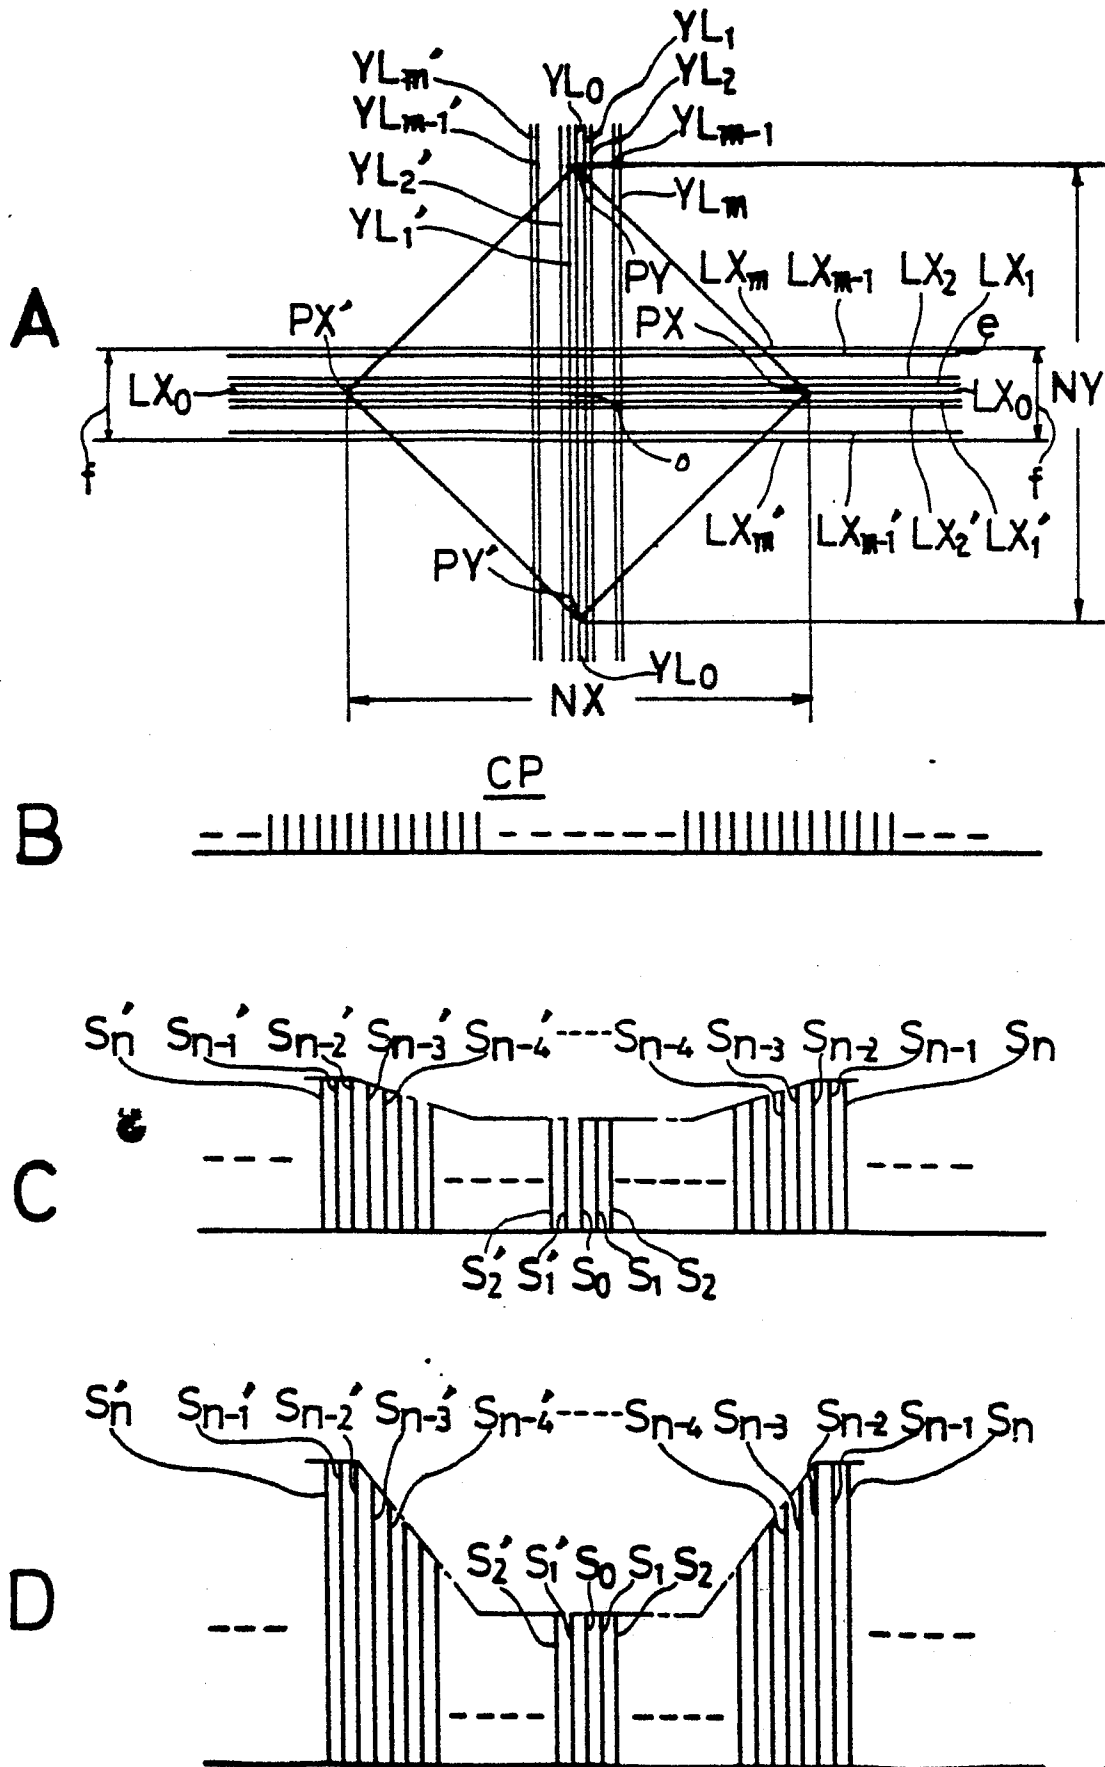 YL₁
YLₘ' YL₀ YL₂
YLₘ₋₁' YLₘ₋₁
YL₂' YLₘ
YL₁'
PY LXₘ LXₘ₋₁ LX₂ LX₁
A PX' PX e
LX₀ LX₀ NY
f o f
LXₘ' LXₘ₋₁' LX₂' LX₁'
PY'
YL₀
NX
CP
B
Sₙ' Sₙ₋₁' Sₙ₋₂' Sₙ₋₃' Sₙ₋₄' ---- Sₙ₋₄ Sₙ₋₃ Sₙ₋₂ Sₙ₋₁ Sₙ
C
S₂' S₁' S₀ S₁ S₂
Sₙ' Sₙ₋₁' Sₙ₋₂' Sₙ₋₃' Sₙ₋₄' ---- Sₙ₋₄ Sₙ₋₃ Sₙ₋₂ Sₙ₋₁ Sₙ
S₂' S₁' S₀ S₁ S₂
D